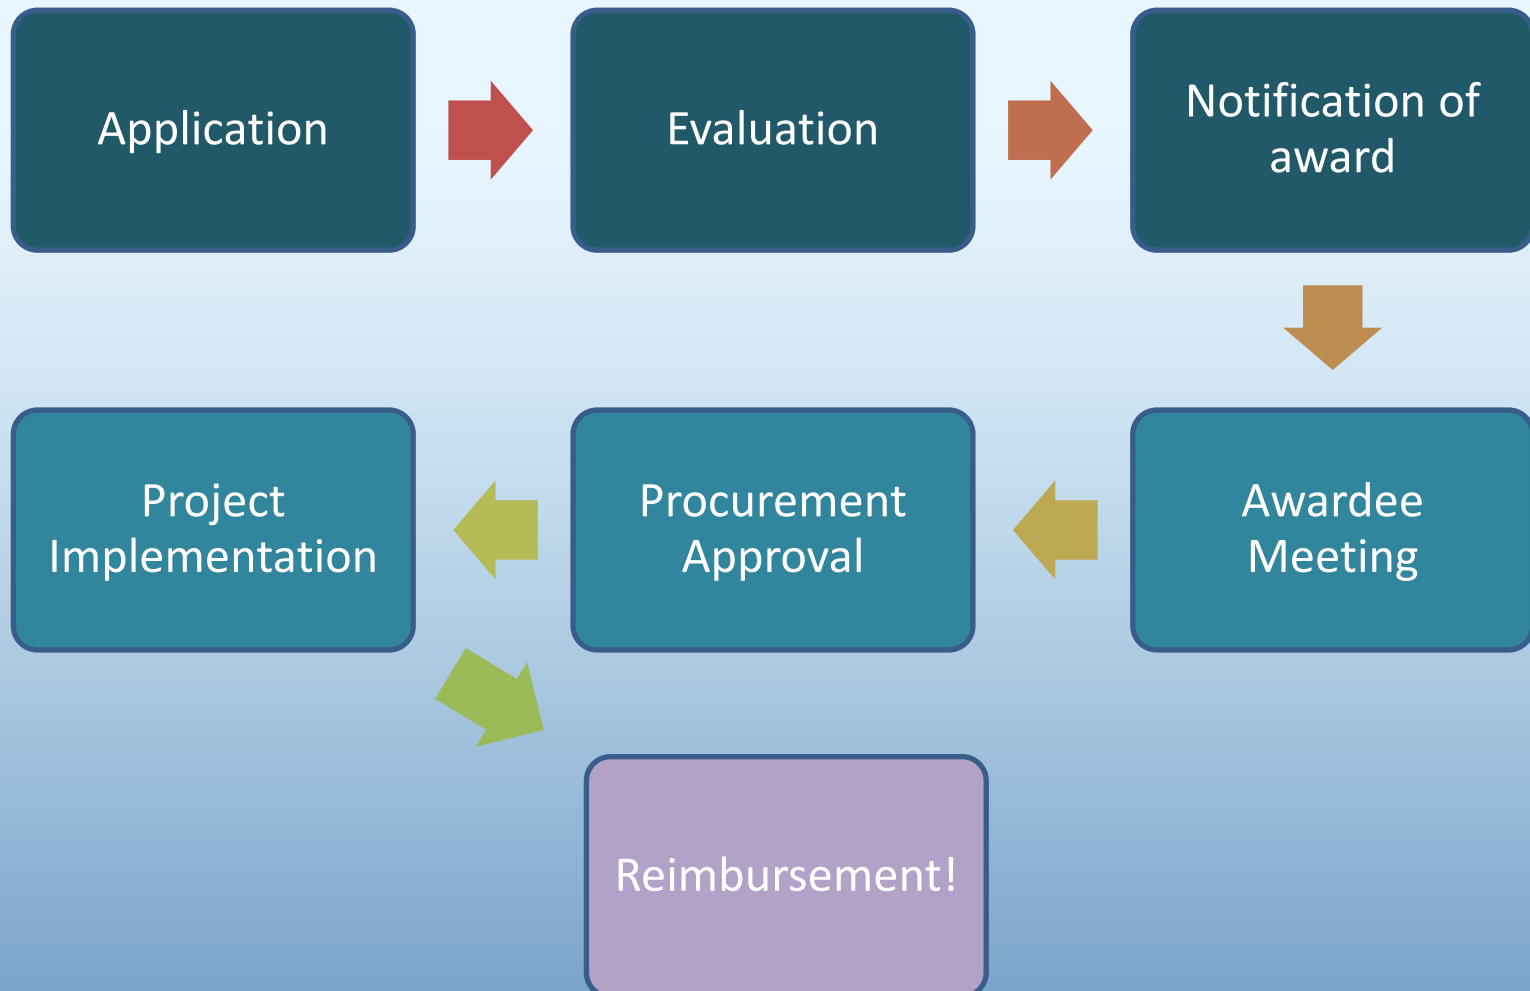 Application
Evaluation
Notification of
award
Awardee
Meeting
Procurement
Approval
Project
Implementation
Reimbursement!